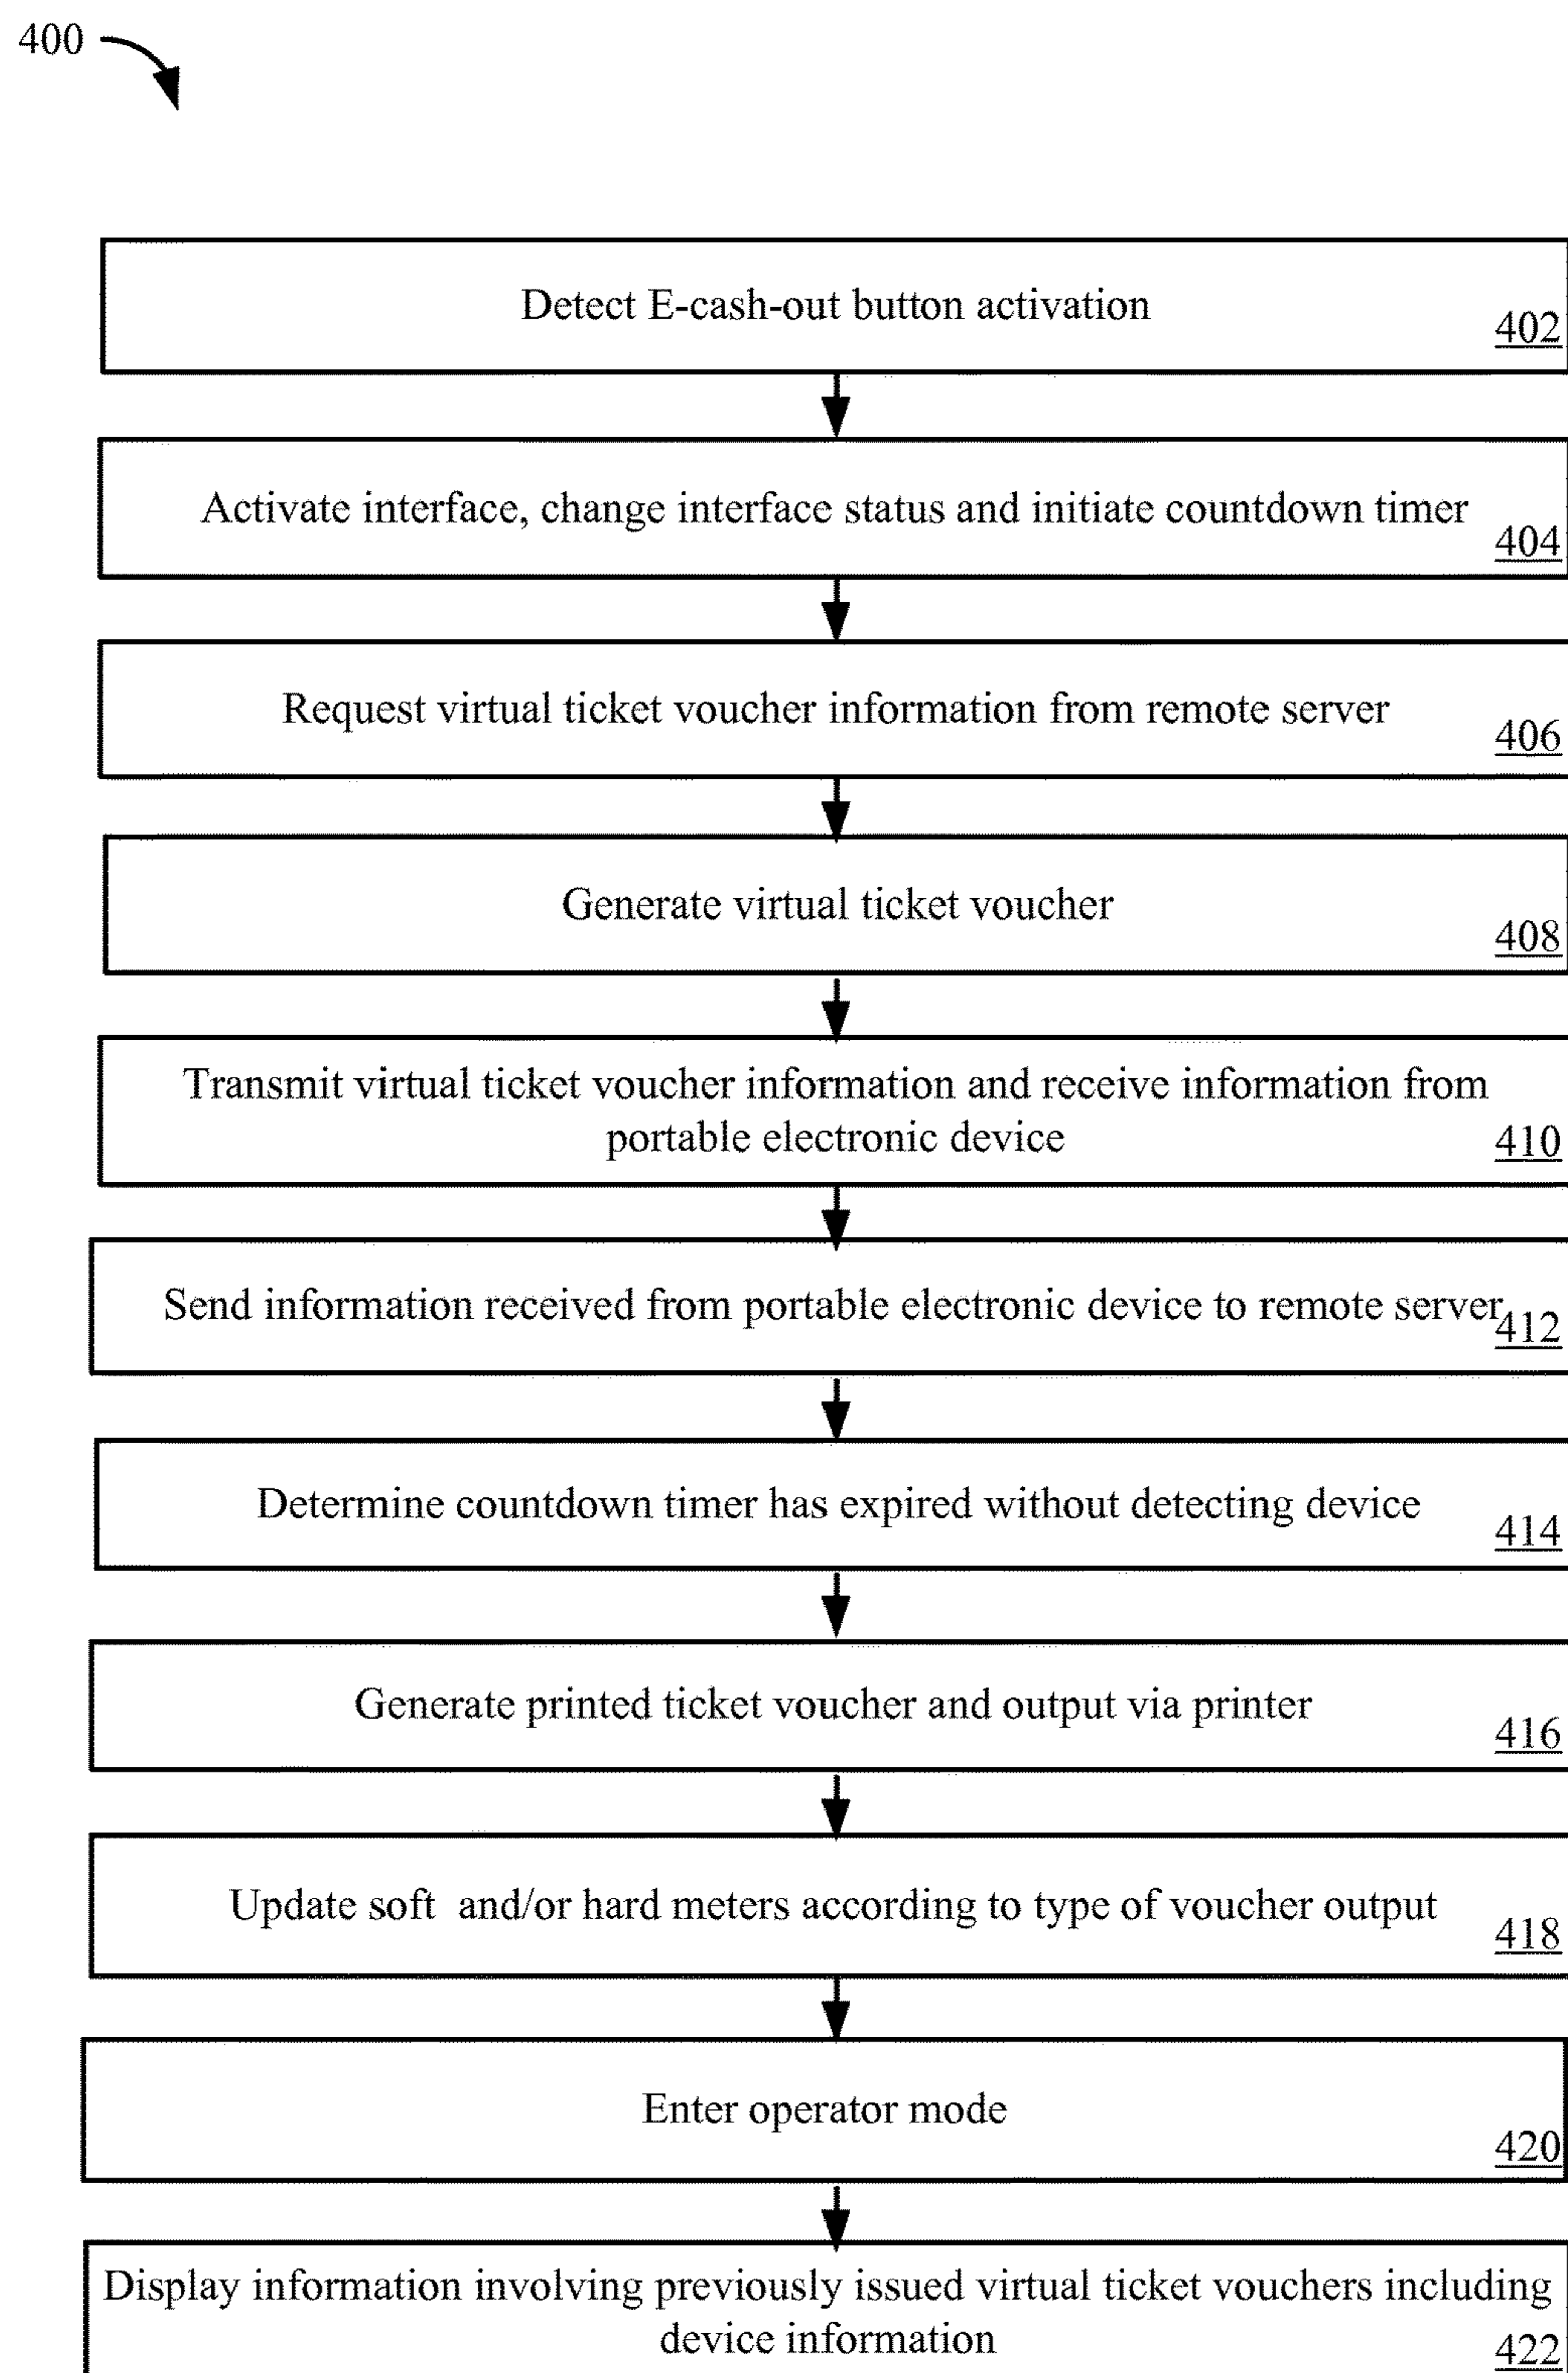 400
Detect E-cash-out button activation
402
Activate interface, change interface status and initiate countdown timer
404
Request virtual ticket voucher information from remote server
406
Generate virtual ticket voucher
408
Transmit virtual ticket voucher information and receive information from
portable electronic device
410
Send information received from portable electronic device to remote server
412
Determine countdown timer has expired without detecting device
414
Generate printed ticket voucher and output via printer
416
Update soft and/or hard meters according to type of voucher output
418
Enter operator mode
420
Display information involving previously issued virtual ticket vouchers including
device information
422